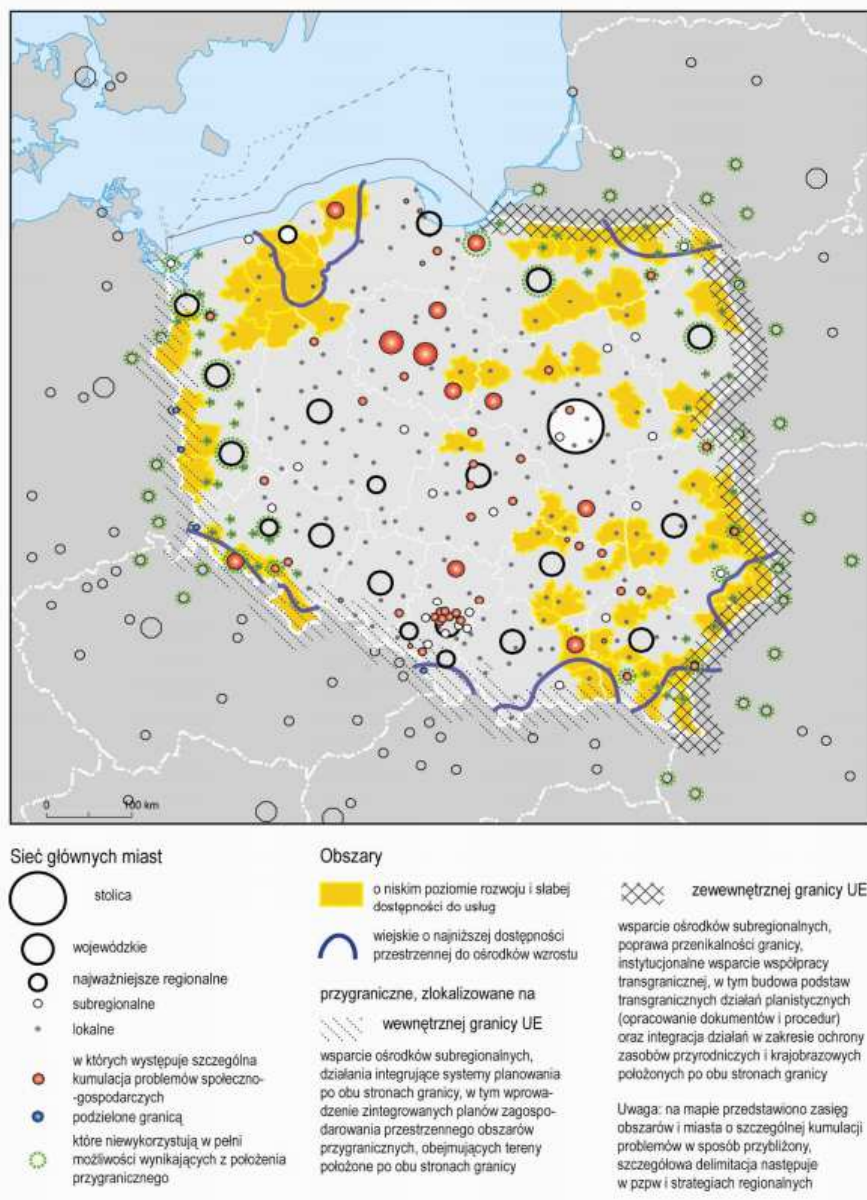 0
100 km
Sieć głównych miast
stolica
wojewódzkie
najważniejsze regionalne
subregionalne
lokalne
w których występuje szczególna
kumulacja problemów społeczno-
-gospodarczych
podzielone granicą
które niewykorzystują w pełni
możliwości wynikających z położenia
przygranicznego
Obszary
o niskim poziomie rozwoju i słabej
dostępności do usług
wiejskie o najniższej dostępności
przestrzennej do ośrodków wzrostu
przygraniczne, zlokalizowane na
wewnętrznej granicy UE
wsparcie ośrodków subregionalnych,
działania integrujące systemy planowania
po obu stronach granicy, w tym wprowa-
dzenie zintegrowanych planów zagospo-
darowania przestrzennego obszarów
przygranicznych, obejmujących tereny
położone po obu stronach granicy
zewewnętrznej granicy UE
wsparcie ośrodków subregionalnych,
poprawa przenikalności granicy,
instytucjonalne wsparcie współpracy
transgranicznej, w tym budowa podstaw
transgranicznych działań planistycznych
(opracowanie dokumentów i procedur)
oraz integracja działań w zakresie ochrony
zasobów przyrodniczych i krajobrazowych
położonych po obu stronach granicy
Uwaga: na mapie przedstawiono zasięg
obszarów i miasta o szczególnej kumulacji
problemów w sposób przybliżony,
szczegółowa delimitacja następuje
w pzpw i strategiach regionalnych